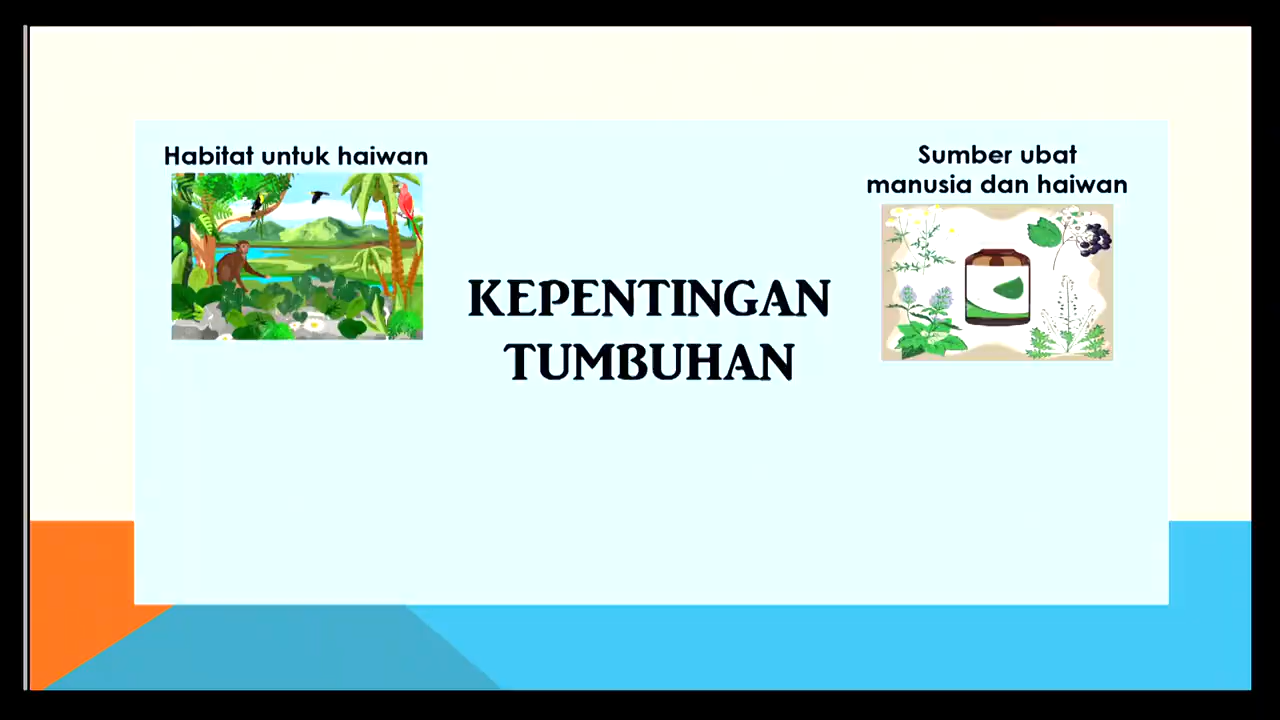 Habitat untuk haiwan
Sumber ubat
manusia dan haiwan
KEPENTINGAN
TUMBUHAN